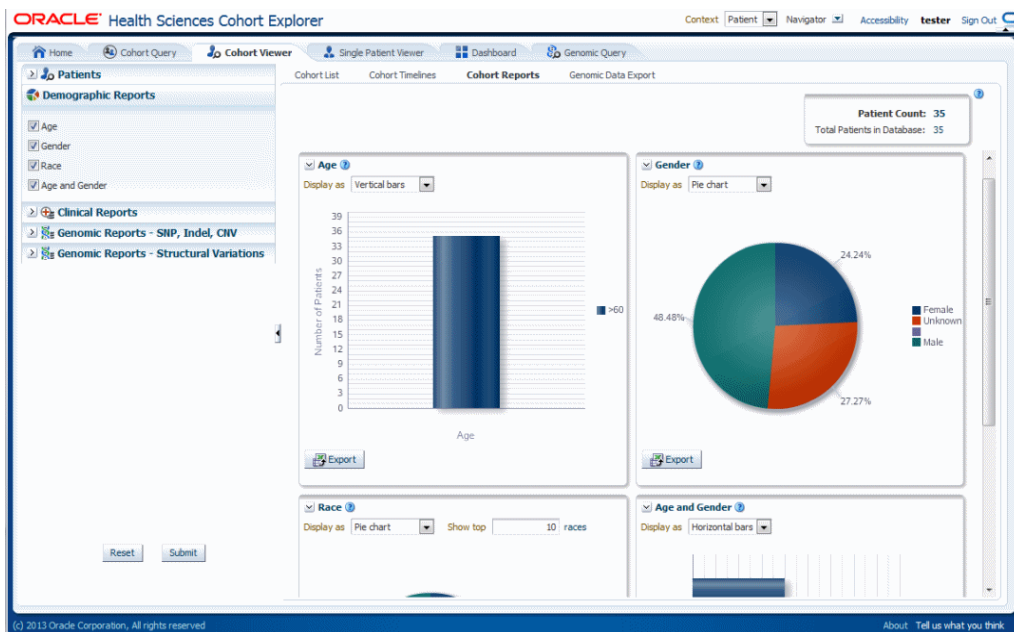 ORACLE Health Sciences Cohort Explorer
Context Patient Navigator Accessibility tester Sign Out
Home Cohort Query Cohort Viewer Single Patient Viewer Dashboard Genomic Query
Patients
Demographic Reports
Age
Gender
Race
Age and Gender
Clinical Reports
Genomic Reports - SNP, Indel, CNV
Genomic Reports - Structural Variations
Reset Submit
Cohort List Cohort Timelines Cohort Reports Genomic Data Export
Patient Count: 35
Total Patients in Database: 35
Age
Display as Vertical bars
39
36
33
30
27
24
21
18
15
12
9
6
3
0
Number of Patients
Age
>60
Export
Gender
Display as Pie chart
24.24%
48.48%
27.27%
Female
Unknown
Male
Export
Race
Display as Pie chart Show top 10 races
Age and Gender
Display as Horizontal bars
(c) 2013 Oracle Corporation, All rights reserved
About Tell us what you think